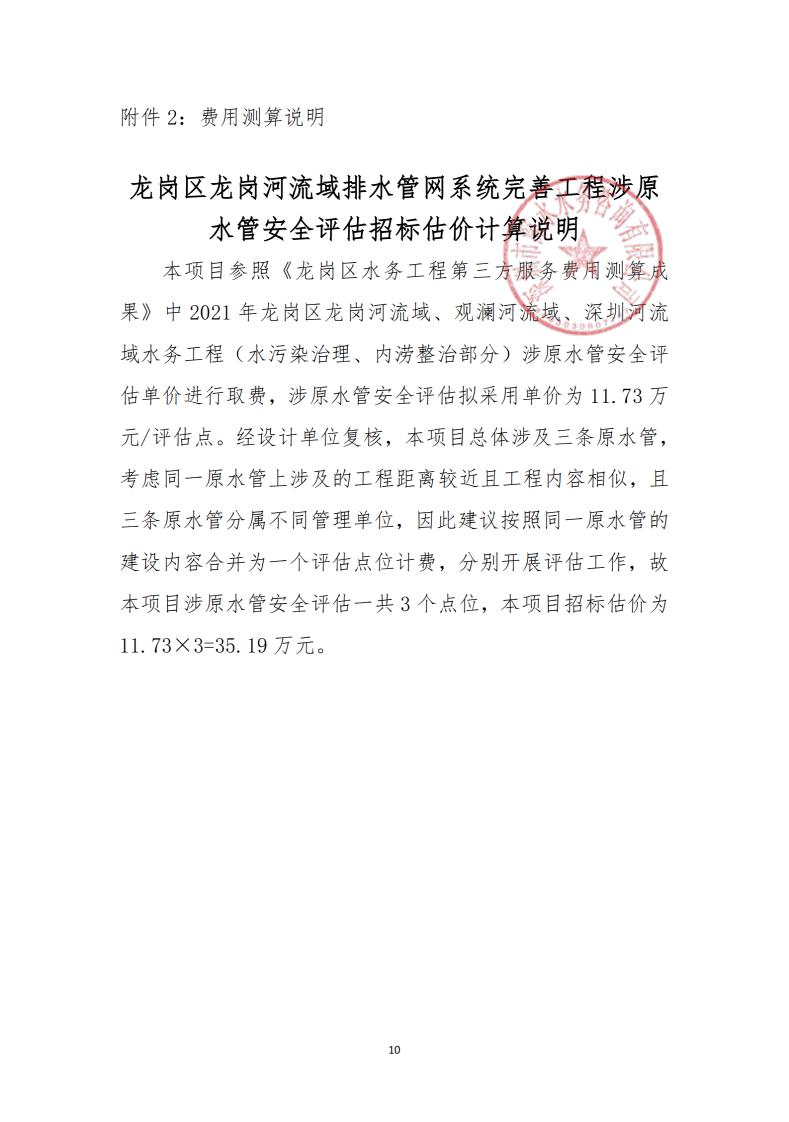 附件 2：费用测算说明
龙岗区龙岗河流域排水管网系统完善工程涉原
水管安全评估招标估价计算说明
本项目参照《龙岗区水务工程第三方服务费用测算成
果》中 2021 年龙岗区龙岗河流域、观澜河流域、深圳河流
域水务工程（水污染治理、内涝整治部分）涉原水管安全评
估单价进行取费，涉原水管安全评估拟采用单价为 11.73 万
元/评估点。经设计单位复核，本项目总体涉及三条原水管，
考虑同一原水管上涉及的工程距离较近且工程内容相似，且
三条原水管分属不同管理单位，因此建议按照同一原水管的
建设内容合并为一个评估点位计费，分别开展评估工作，故
本项目涉原水管安全评估一共 3 个点位，本项目招标估价为
11.73×3=35.19 万元。
10